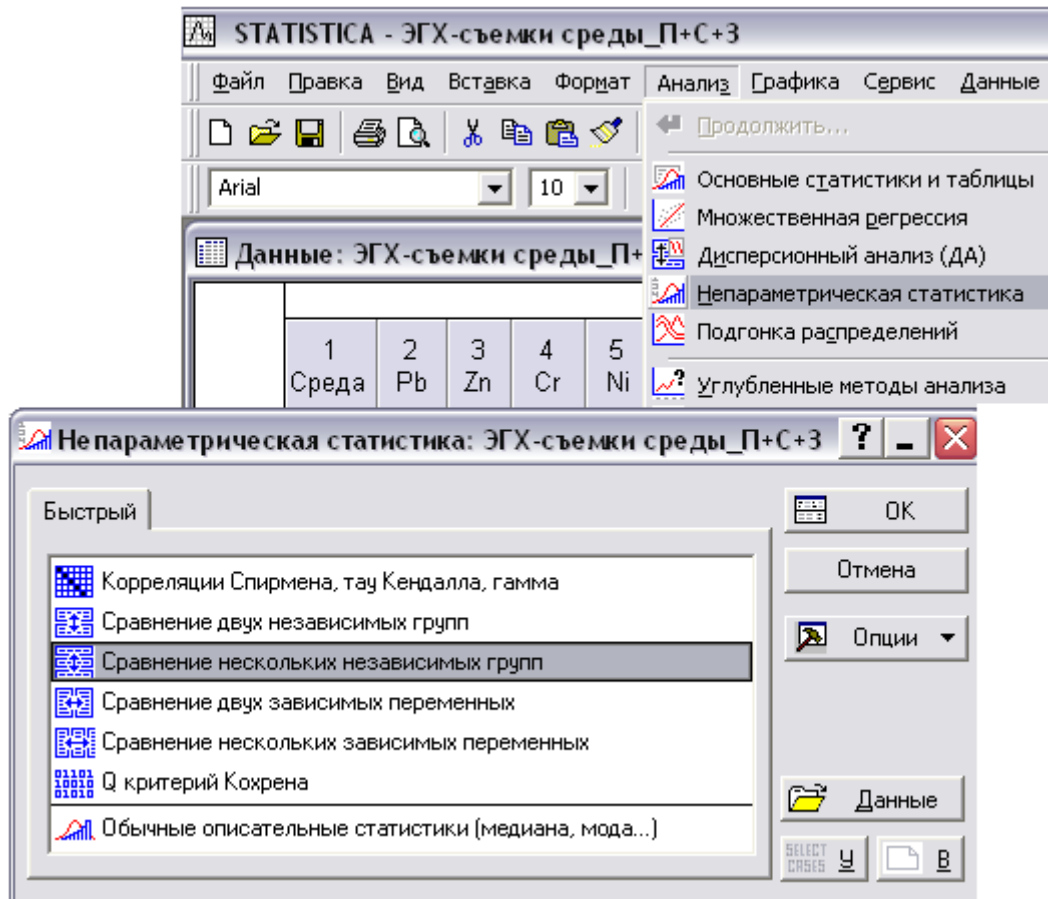 STATISTICA - ЭГХ-съемки среды_П+С+З
Файл Правка Вид Вставка Формат Анализ Графика Сервис Данные
Продолжить...
Arial 10
Основные статистики и таблицы
Множественная регрессия
Данные: ЭГХ-съемки среды_П+
Дисперсионный анализ (ДА)
Непараметрическая статистика
Подгонка распределений
1 2 3 4 5
Среда Pb Zn Cr Ni
Углубленные методы анализа
Непараметрическая статистика: ЭГХ-съемки среды_П+С+З ?
Быстрый
OK
Корреляции Спирмена, тау Кендалла, гамма
Отмена
Сравнение двух независимых групп
Опции
Сравнение нескольких независимых групп
Сравнение двух зависимых переменных
Сравнение нескольких зависимых переменных
Q критерий Кохрена
Данные
Обычные описательные статистики (медиана, мода...)
SELECT CASES У В